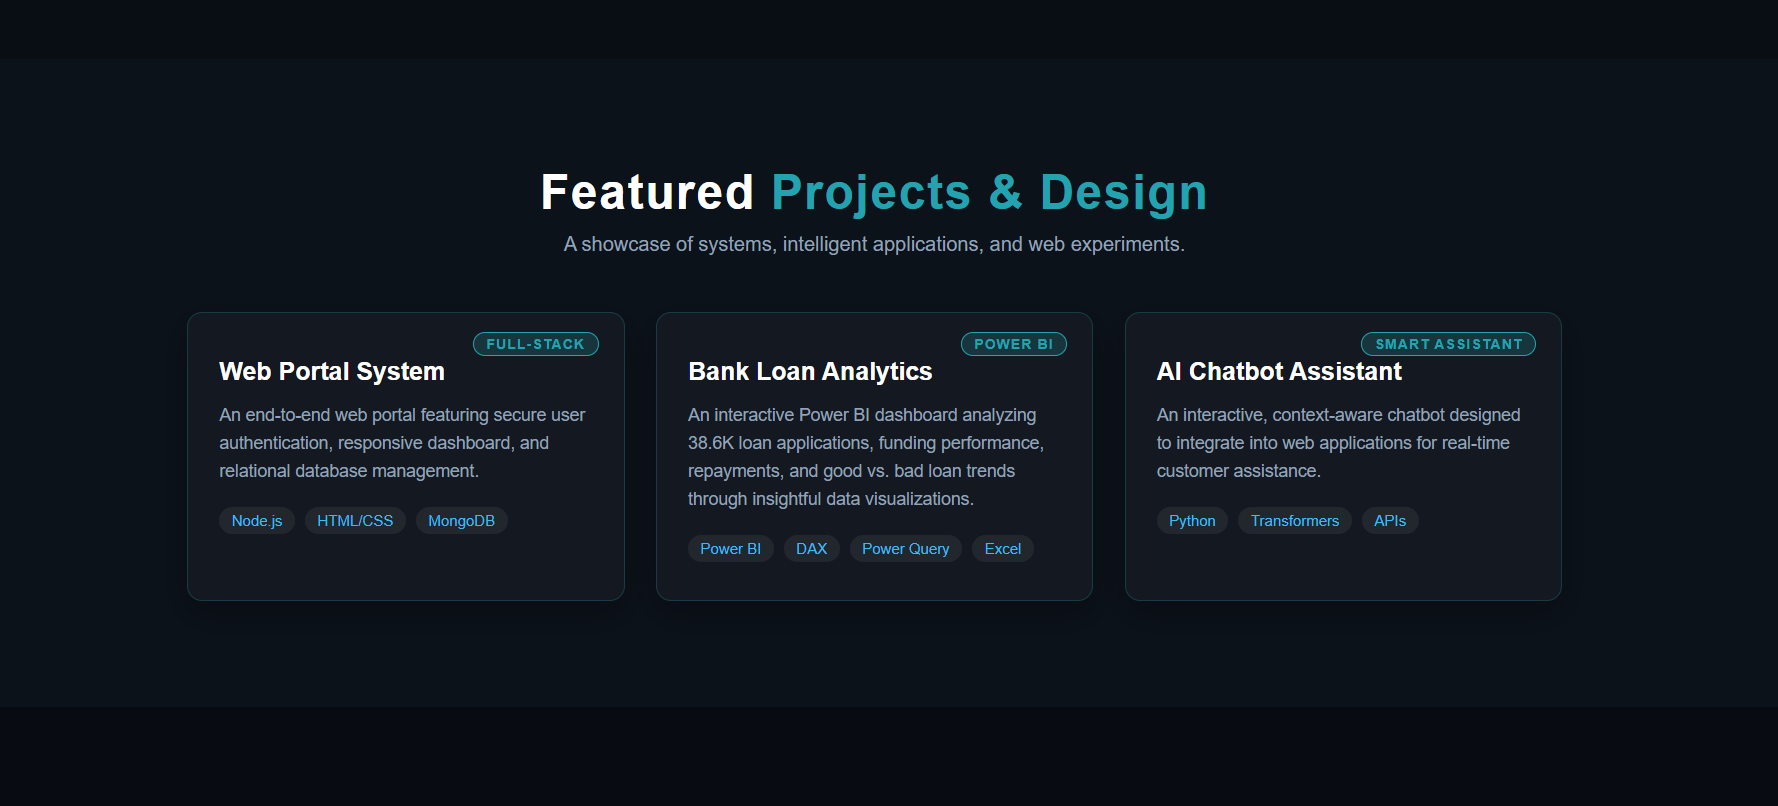 Featured Projects & Design
A showcase of systems, intelligent applications, and web experiments.
FULL-STACK
Web Portal System
An end-to-end web portal featuring secure user
authentication, responsive dashboard, and
relational database management.
Node.js HTML/CSS MongoDB
POWER BI
Bank Loan Analytics
An interactive Power BI dashboard analyzing
38.6K loan applications, funding performance,
repayments, and good vs. bad loan trends
through insightful data visualizations.
Power BI DAX Power Query Excel
SMART ASSISTANT
AI Chatbot Assistant
An interactive, context-aware chatbot designed
to integrate into web applications for real-time
customer assistance.
Python Transformers APIs